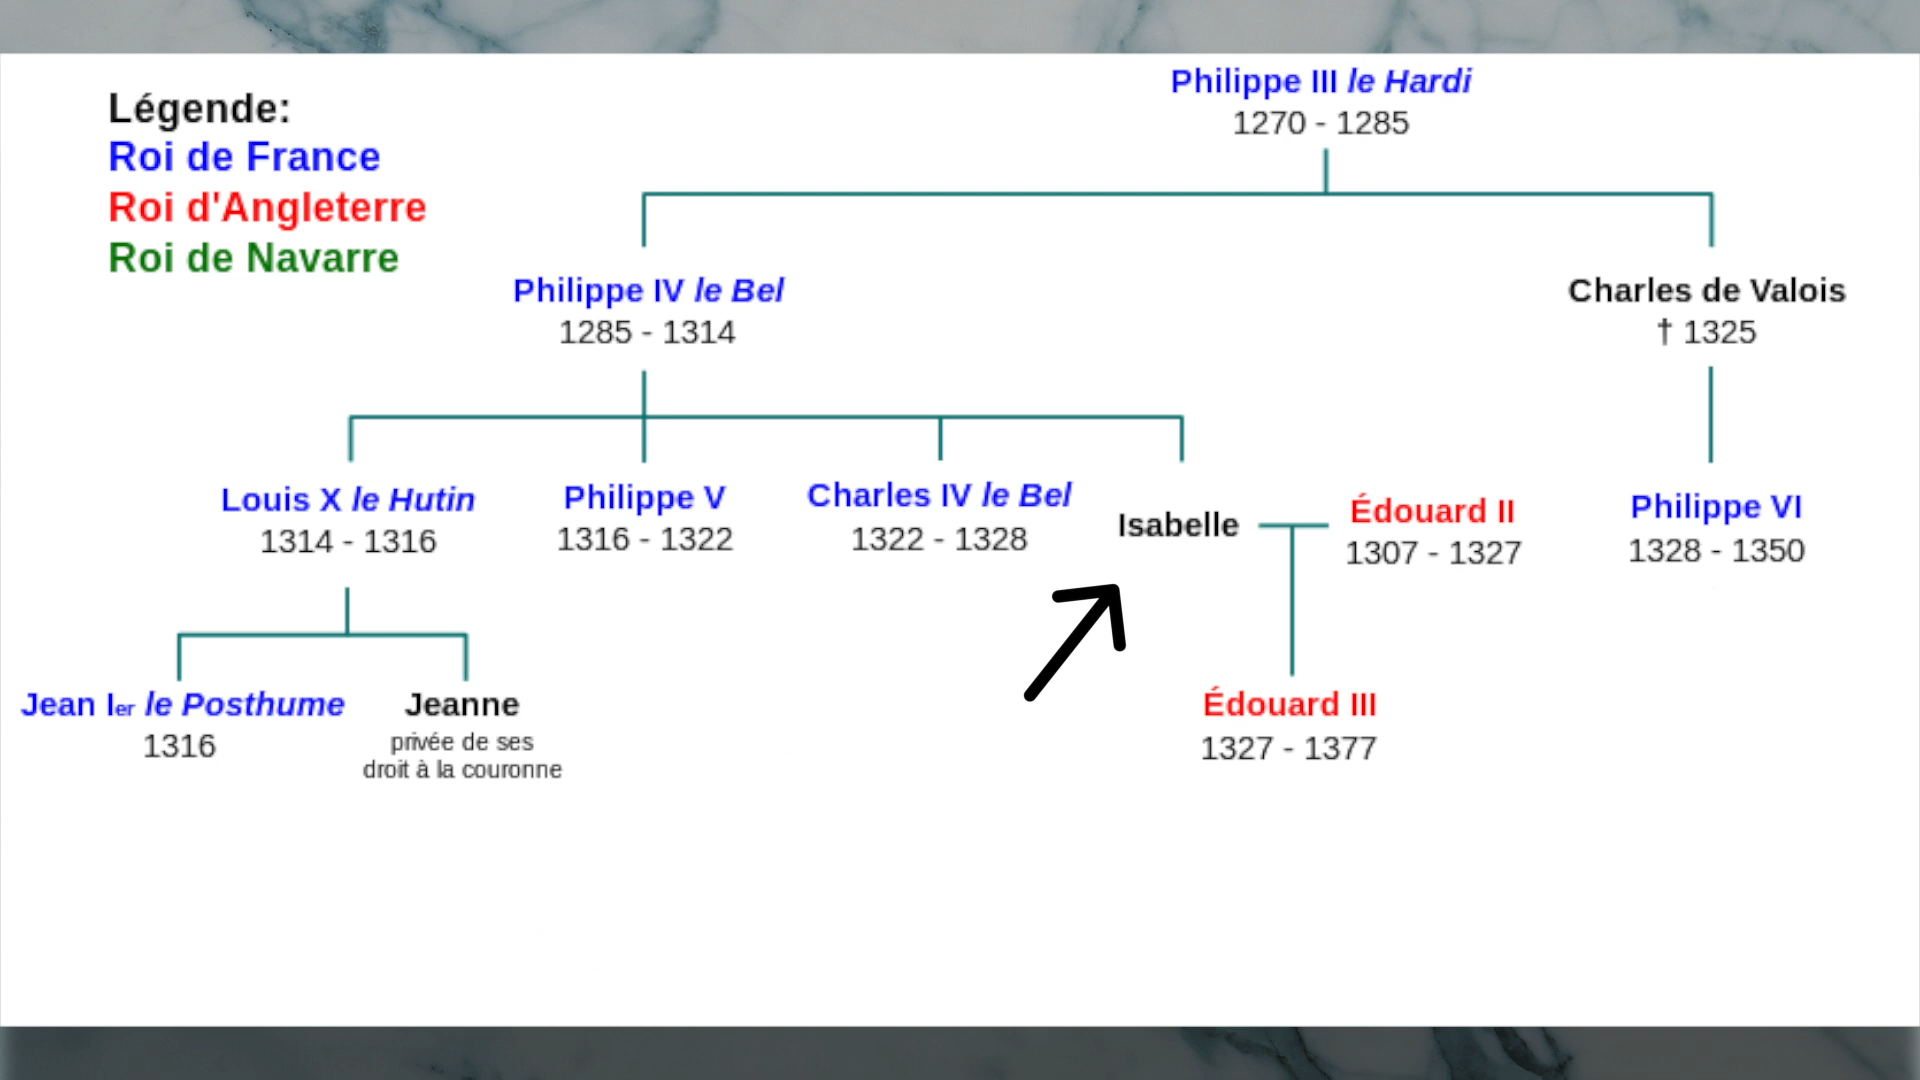 Légende:
Roi de France
Roi d'Angleterre
Roi de Navarre
Philippe III le Hardi
1270 - 1285
Philippe IV le Bel
1285 - 1314
Charles de Valois
† 1325
Louis X le Hutin
1314 - 1316
Philippe V
1316 - 1322
Charles IV le Bel
1322 - 1328
Isabelle
Édouard II
1307 - 1327
Philippe VI
1328 - 1350
Jean Ier le Posthume
1316
Jeanne
privée de ses
droit à la couronne
Édouard III
1327 - 1377